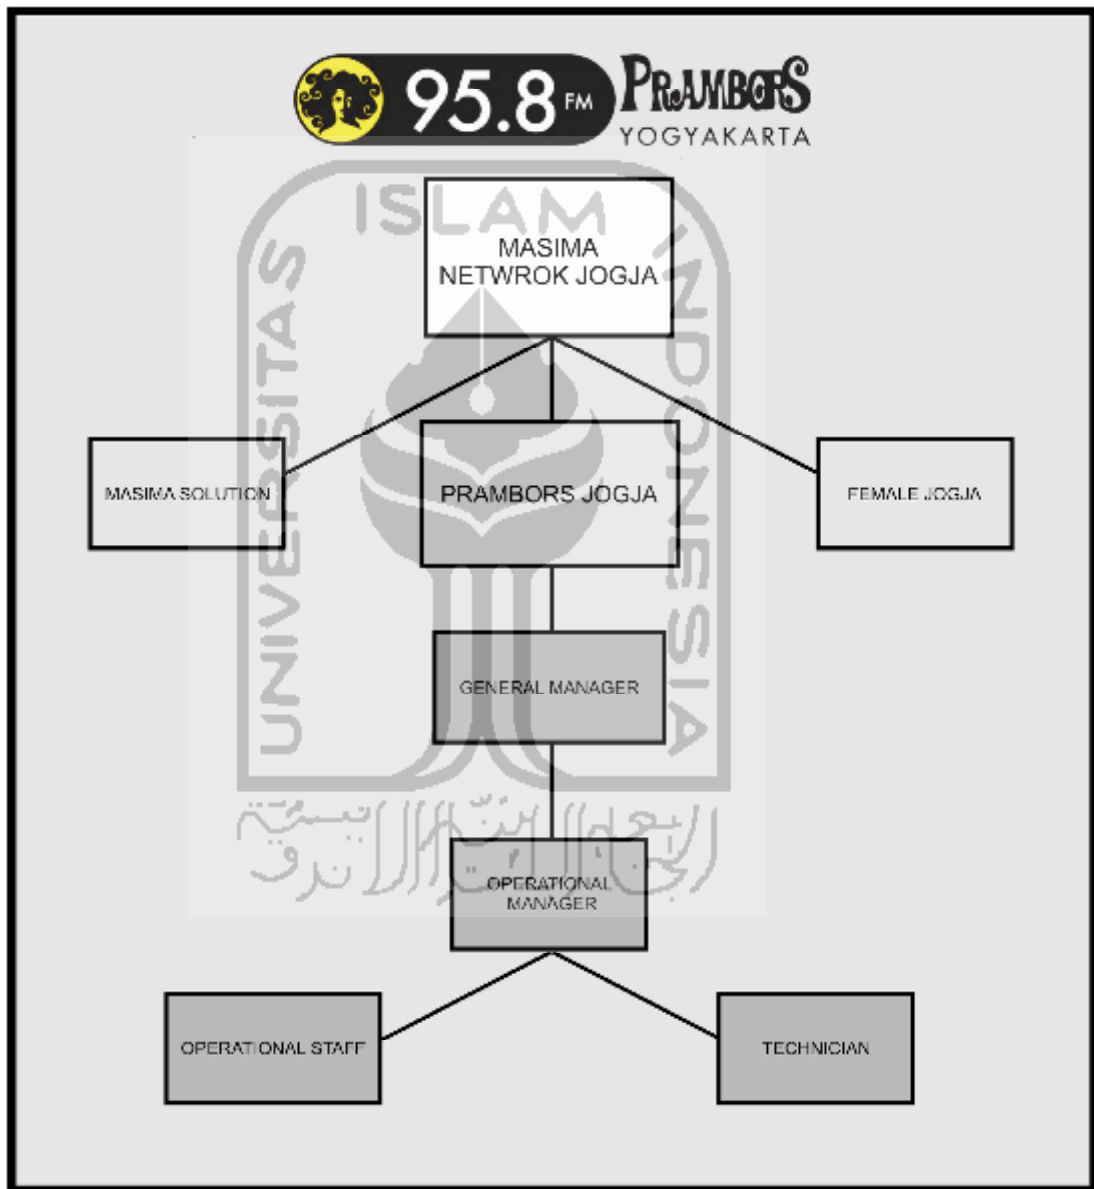 95.8 FM PRAMBORS
YOGYAKARTA
ISLAM
UNIVERSITAS
INDONESIA
MASIMA
NETWROK JOGJA
MASIMA SOLUTION
PRAMBORS JOGJA
FEMALE JOGJA
GENERAL MANAGER
OPERATIONAL
MANAGER
OPERATIONAL STAFF
TECHNICIAN